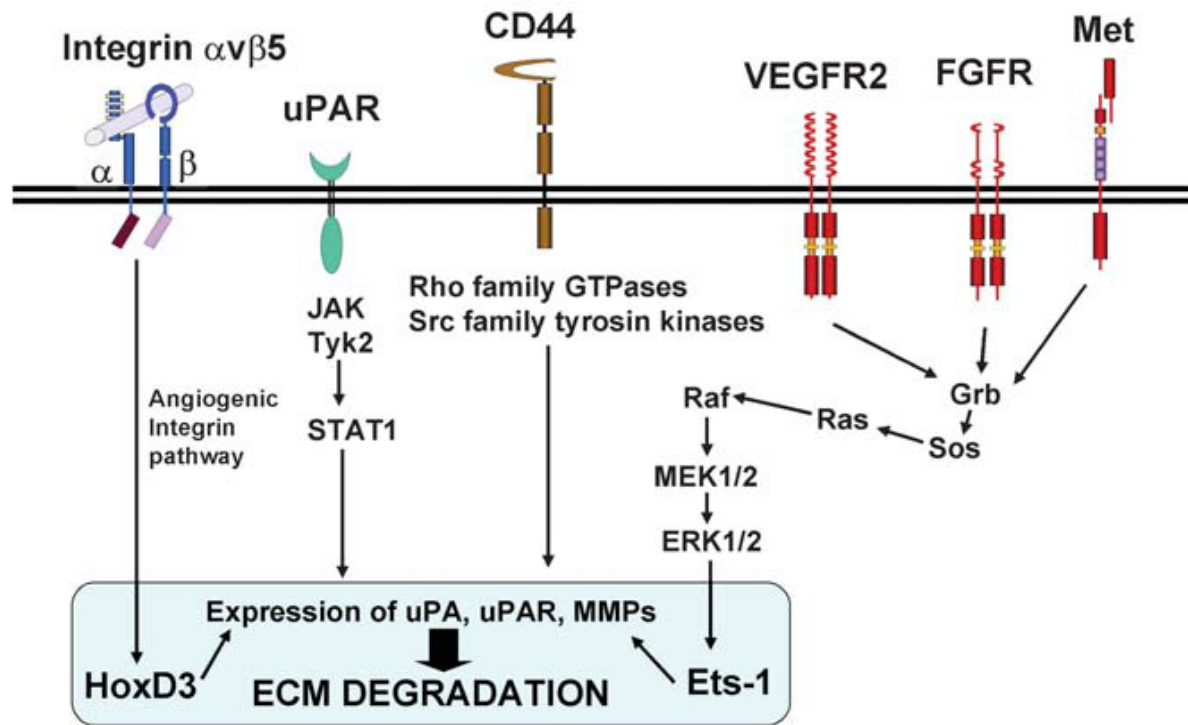 Integrin αvβ5
uPAR
CD44
VEGFR2
FGFR
Met
α
β
JAK
Tyk2
STAT1
Rho family GTPases
Src family tyrosin kinases
Angiogenic
Integrin
pathway
Grb
Sos
Ras
Raf
MEK1/2
ERK1/2
Expression of uPA, uPAR, MMPs
HoxD3
ECM DEGRADATION
Ets-1